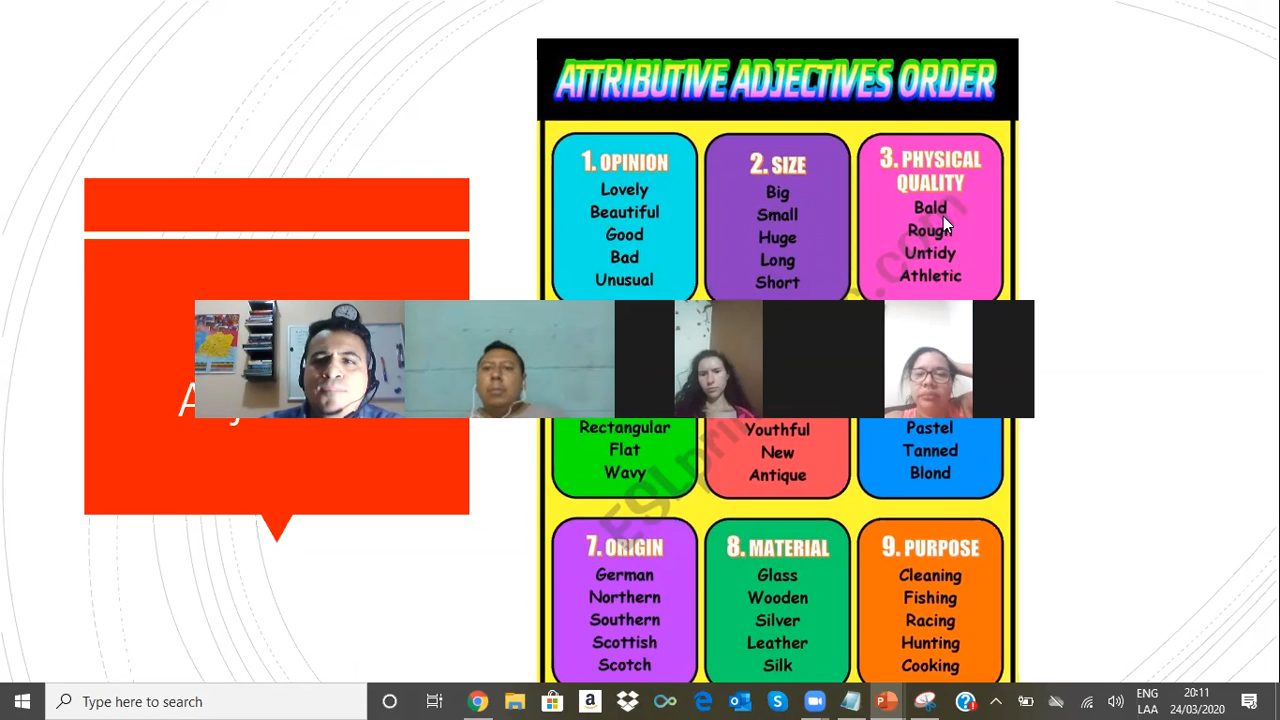 ATTRIBUTIVE ADJECTIVES ORDER
1. OPINION
Lovely
Beautiful
Good
Bad
Unusual
2. SIZE
Big
Small
Huge
Long
Short
3. PHYSICAL
QUALITY
Bald
Rough
Untidy
Athletic
Rectangular
Flat
Wavy
Youthful
New
Antique
Pastel
Tanned
Blond
7. ORIGIN
German
Northern
Southern
Scottish
Scotch
8. MATERIAL
Glass
Wooden
Silver
Leather
Silk
9. PURPOSE
Cleaning
Fishing
Racing
Hunting
Cooking
Type here to search
ENG
LAA
20:11
24/03/2020